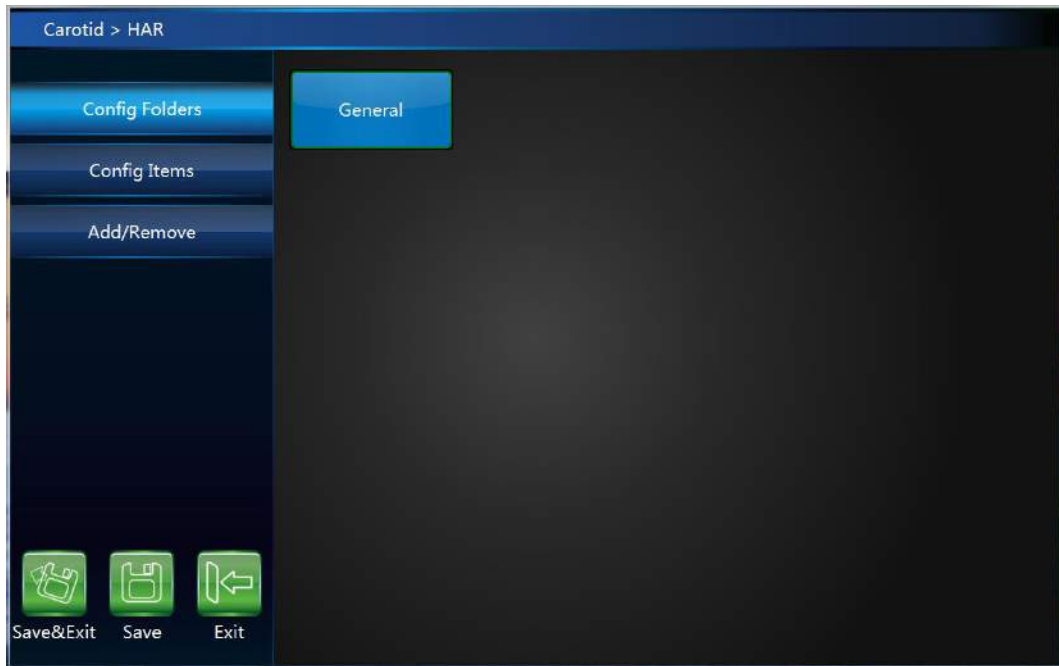 Carotid > HAR
Config Folders
General
Config Items
Add/Remove
Save&Exit
Save
Exit